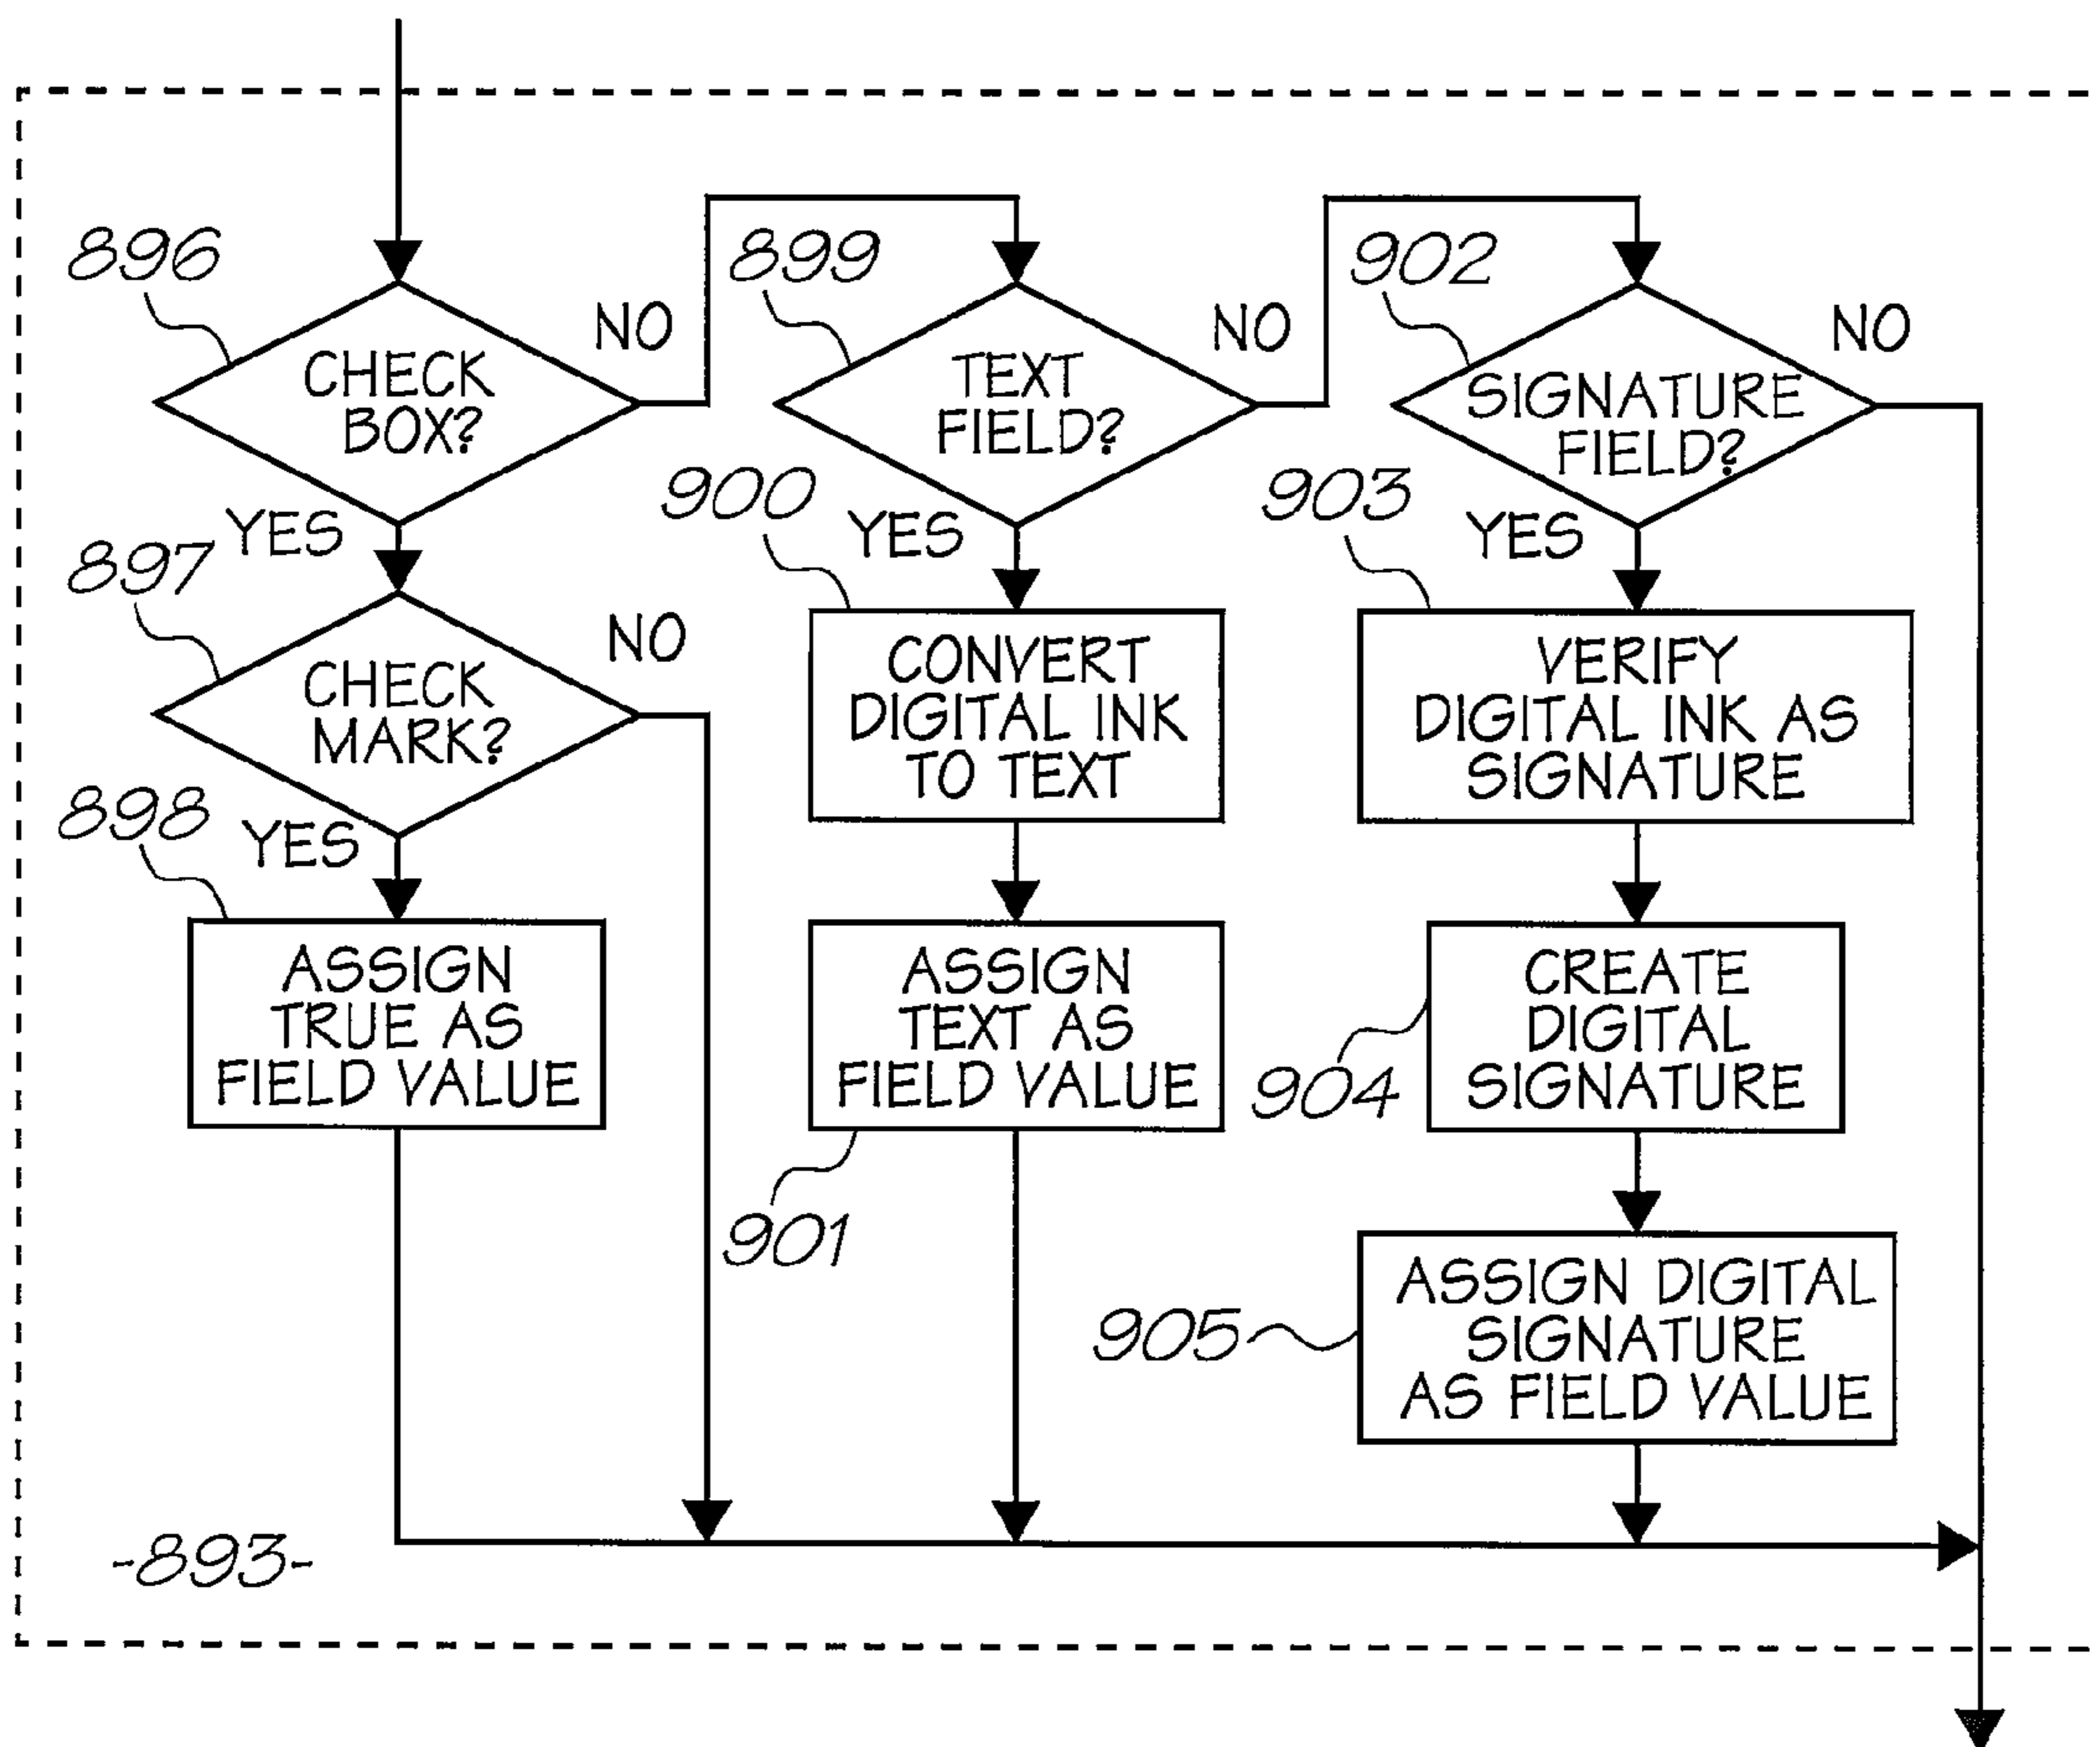 896
CHECK
BOX?
NO
YES
897
CHECK
MARK?
NO
YES
898
ASSIGN
TRUE AS
FIELD VALUE
899
TEXT
FIELD?
NO
YES
900
CONVERT
DIGITAL INK
TO TEXT
ASSIGN
TEXT AS
FIELD VALUE
901
902
SIGNATURE
FIELD?
NO
YES
903
VERIFY
DIGITAL INK AS
SIGNATURE
CREATE
DIGITAL
SIGNATURE
904
ASSIGN DIGITAL
SIGNATURE
AS FIELD VALUE
905
-893-